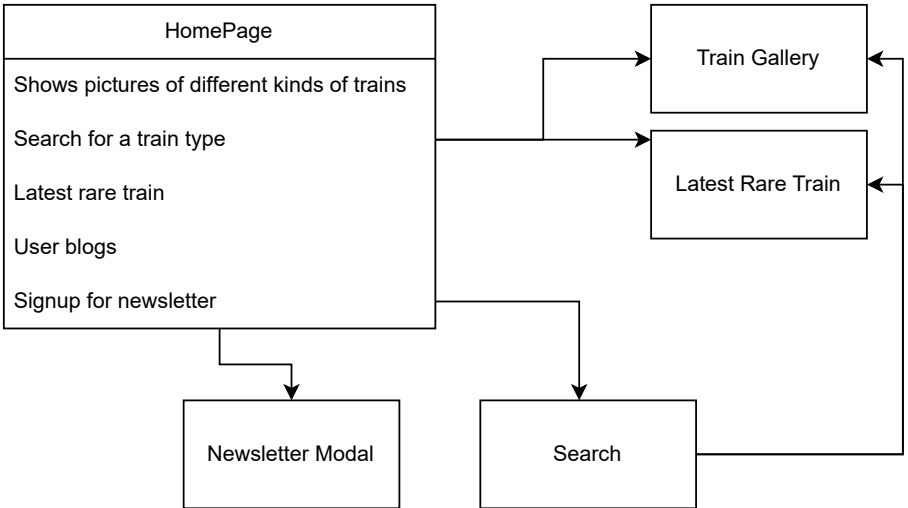 HomePage
Shows pictures of different kinds of trains
Search for a train type
Latest rare train
User blogs
Signup for newsletter
Train Gallery
Latest Rare Train
Newsletter Modal
Search